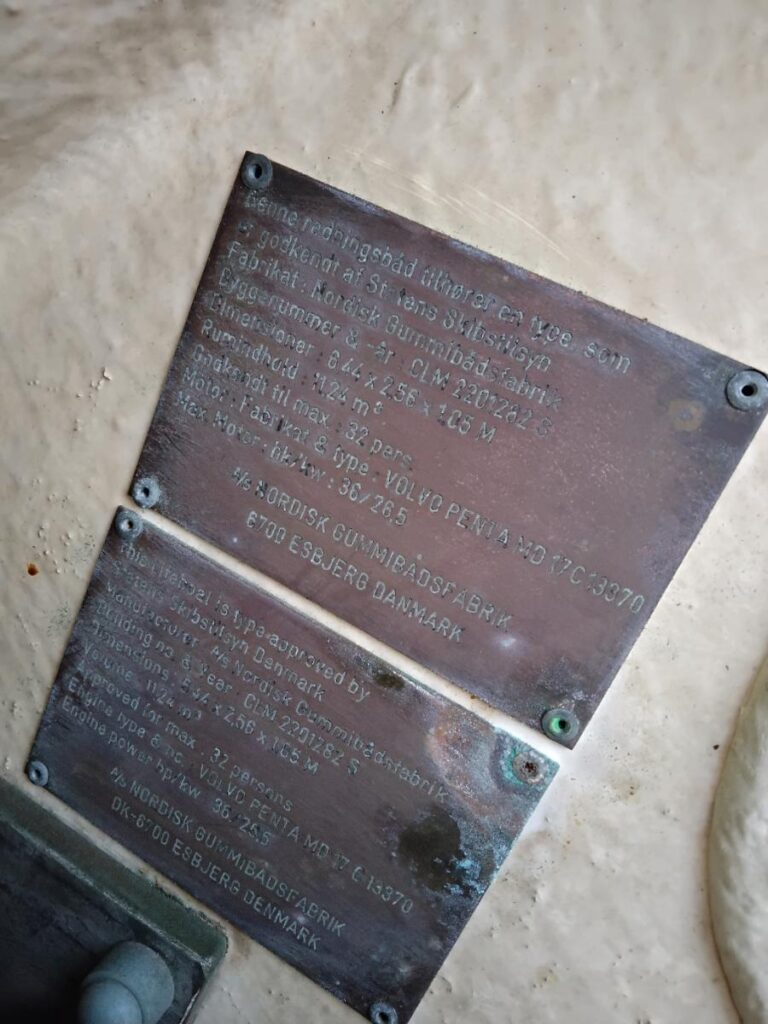 Denne redningsbåd tilhører en type, som
er godkendt af Statens Skibstilsyn
Fabrikat : Nordisk Gummibådsfabrik
Byggenummer & -år : CLM 2201282 S
Dimensioner : 8.44 x 2.56 x 1.05 M
Rumindhold : 11,24 m³
Godkendt til max. : 32 pers.
Motor : Fabrikat & type : VOLVO PENTA MD 17 C 13370
Max. Motor : hk/kw : 36/26,5
A/S NORDISK GUMMIBÅDSFABRIK
6700 ESBJERG DANMARK
This lifeboat is type-approved by
Statens Skibstilsyn Denmark
Manufacturer : A/S Nordisk Gummibådsfabrik
Building no. & year : CLM 2201282 S
Dimensions : 8.44 x 2.56 x 1.05 M
Volume : 11.24 m³
Approved for max. : 32 persons
Engine type & no. : VOLVO PENTA MD 17 C 13370
Engine power hp/kw : 36/26,5
A/S NORDISK GUMMIBÅDSFABRIK
DK-6700 ESBJERG DENMARK